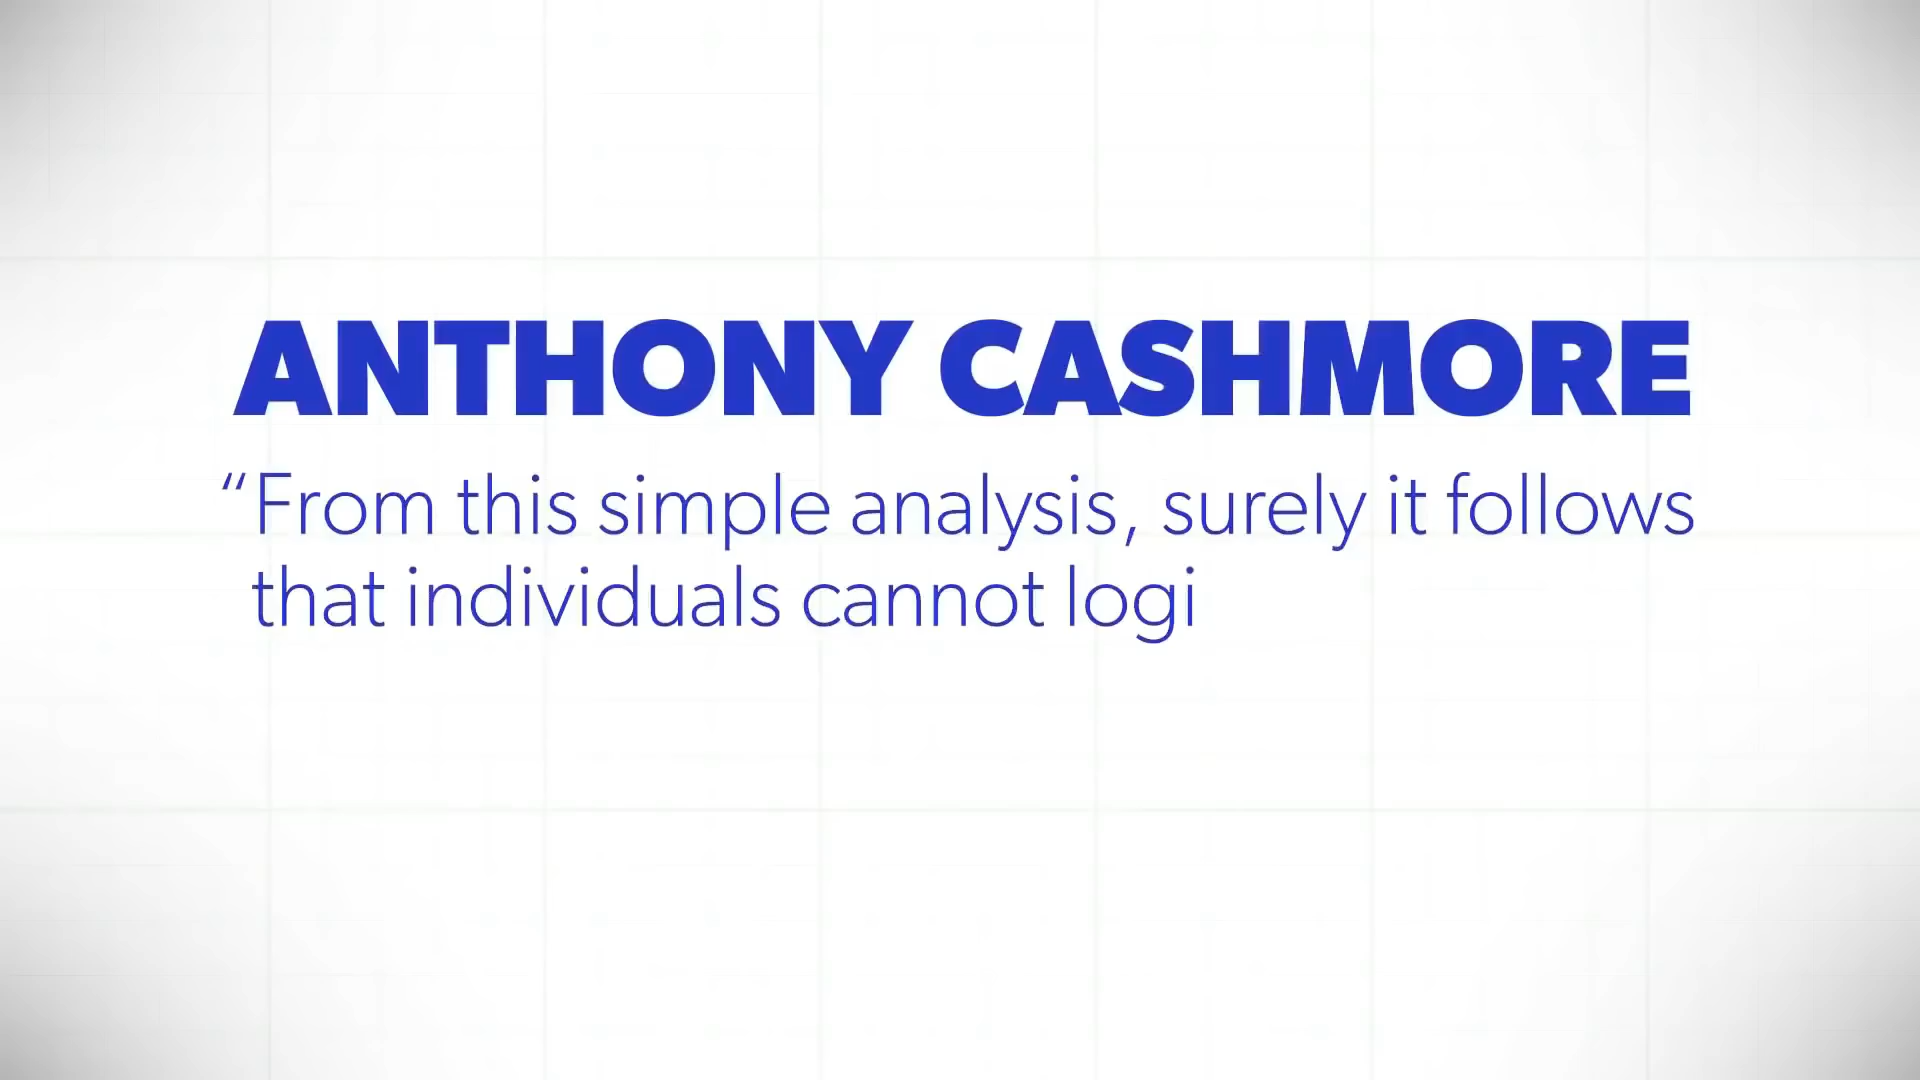 ANTHONY CASHMORE
“From this simple analysis, surely it follows
that individuals cannot logi